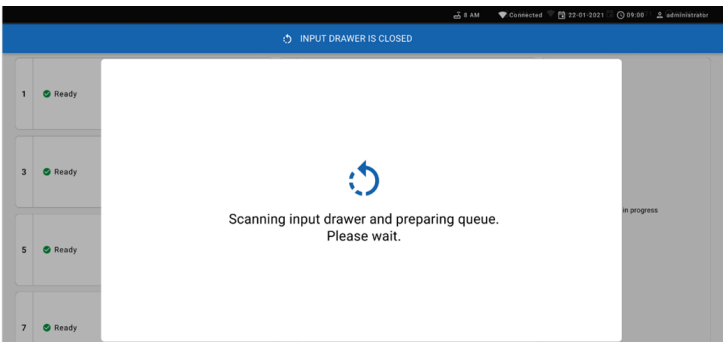 8 AM Connected 22-01-2021 09:00 administrator
INPUT DRAWER IS CLOSED
1 Ready
Scanning input drawer and preparing queue.
Please wait.
3 Ready
in progress
5 Ready
7 Ready